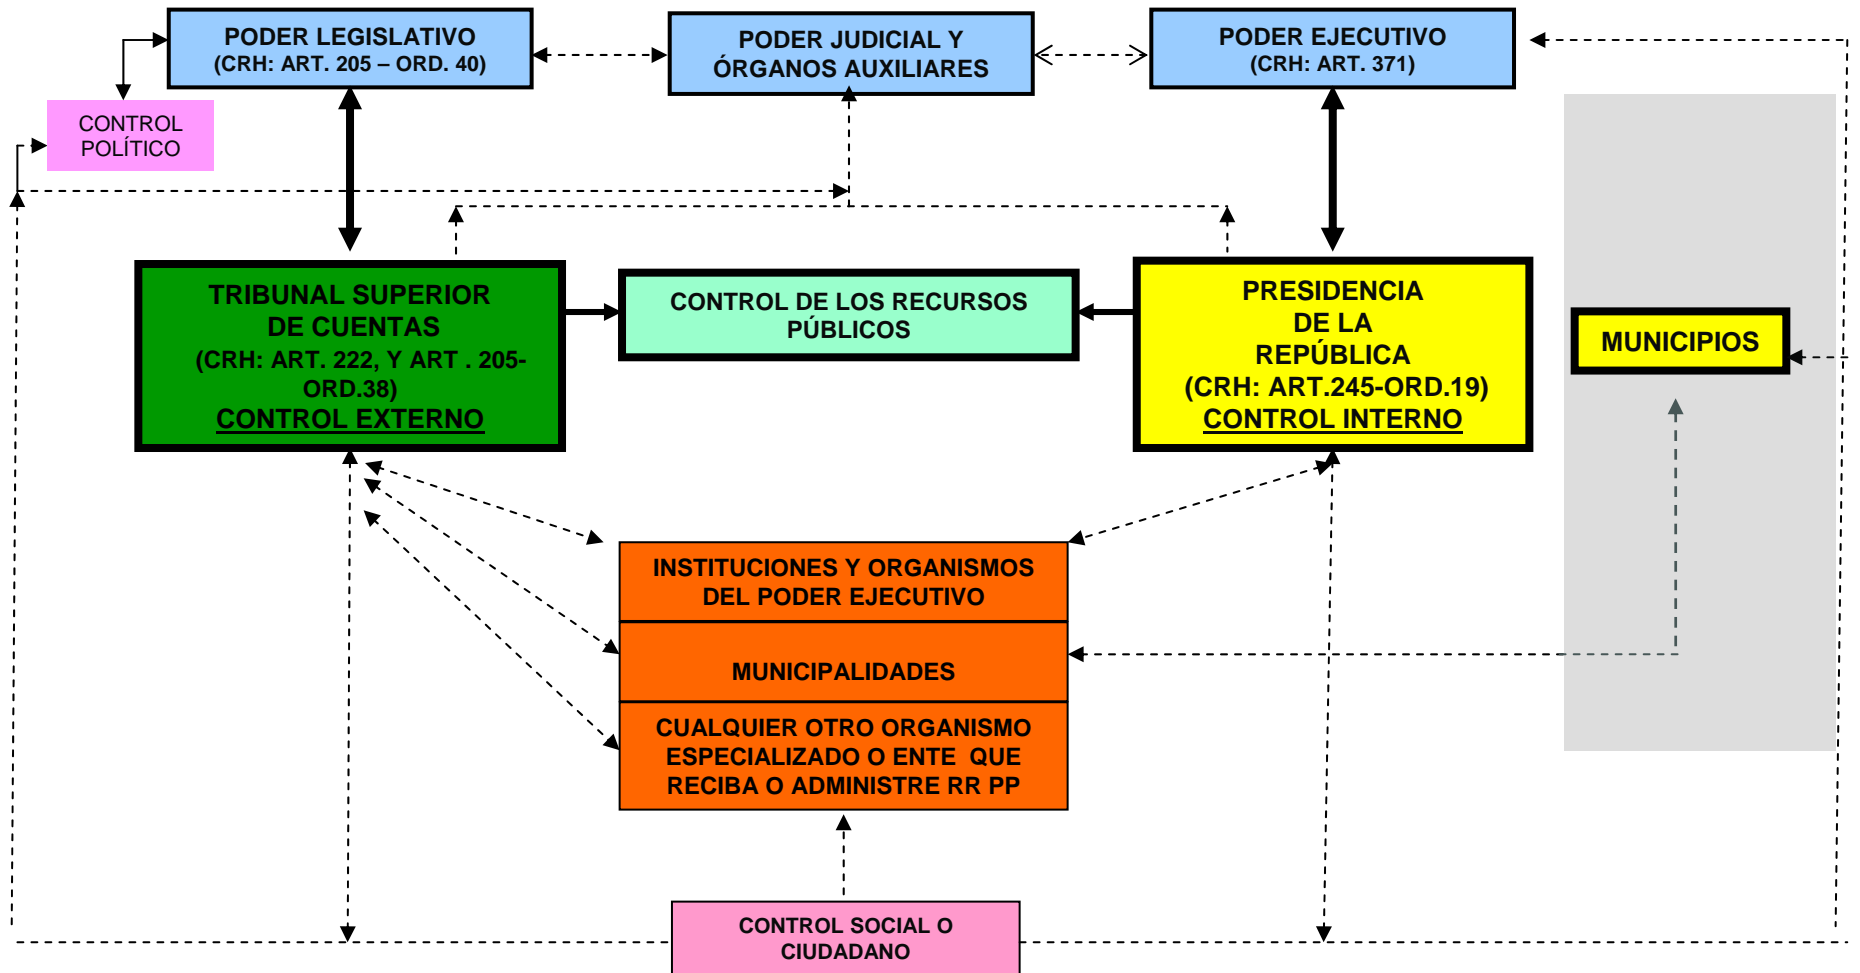 PODER LEGISLATIVO
(CRH: ART. 205 – ORD. 40)
PODER JUDICIAL Y
ÓRGANOS AUXILIARES
PODER EJECUTIVO
(CRH: ART. 371)
CONTROL
POLÍTICO
TRIBUNAL SUPERIOR
DE CUENTAS
(CRH: ART. 222, Y ART . 205-
ORD.38)
CONTROL EXTERNO
CONTROL DE LOS RECURSOS
PÚBLICOS
PRESIDENCIA
DE LA
REPÚBLICA
(CRH: ART.245-ORD.19)
CONTROL INTERNO
MUNICIPIOS
INSTITUCIONES Y ORGANISMOS
DEL PODER EJECUTIVO
MUNICIPALIDADES
CUALQUIER OTRO ORGANISMO
ESPECIALIZADO O ENTE QUE
RECIBA O ADMINISTRE RR PP
CONTROL SOCIAL O
CIUDADANO